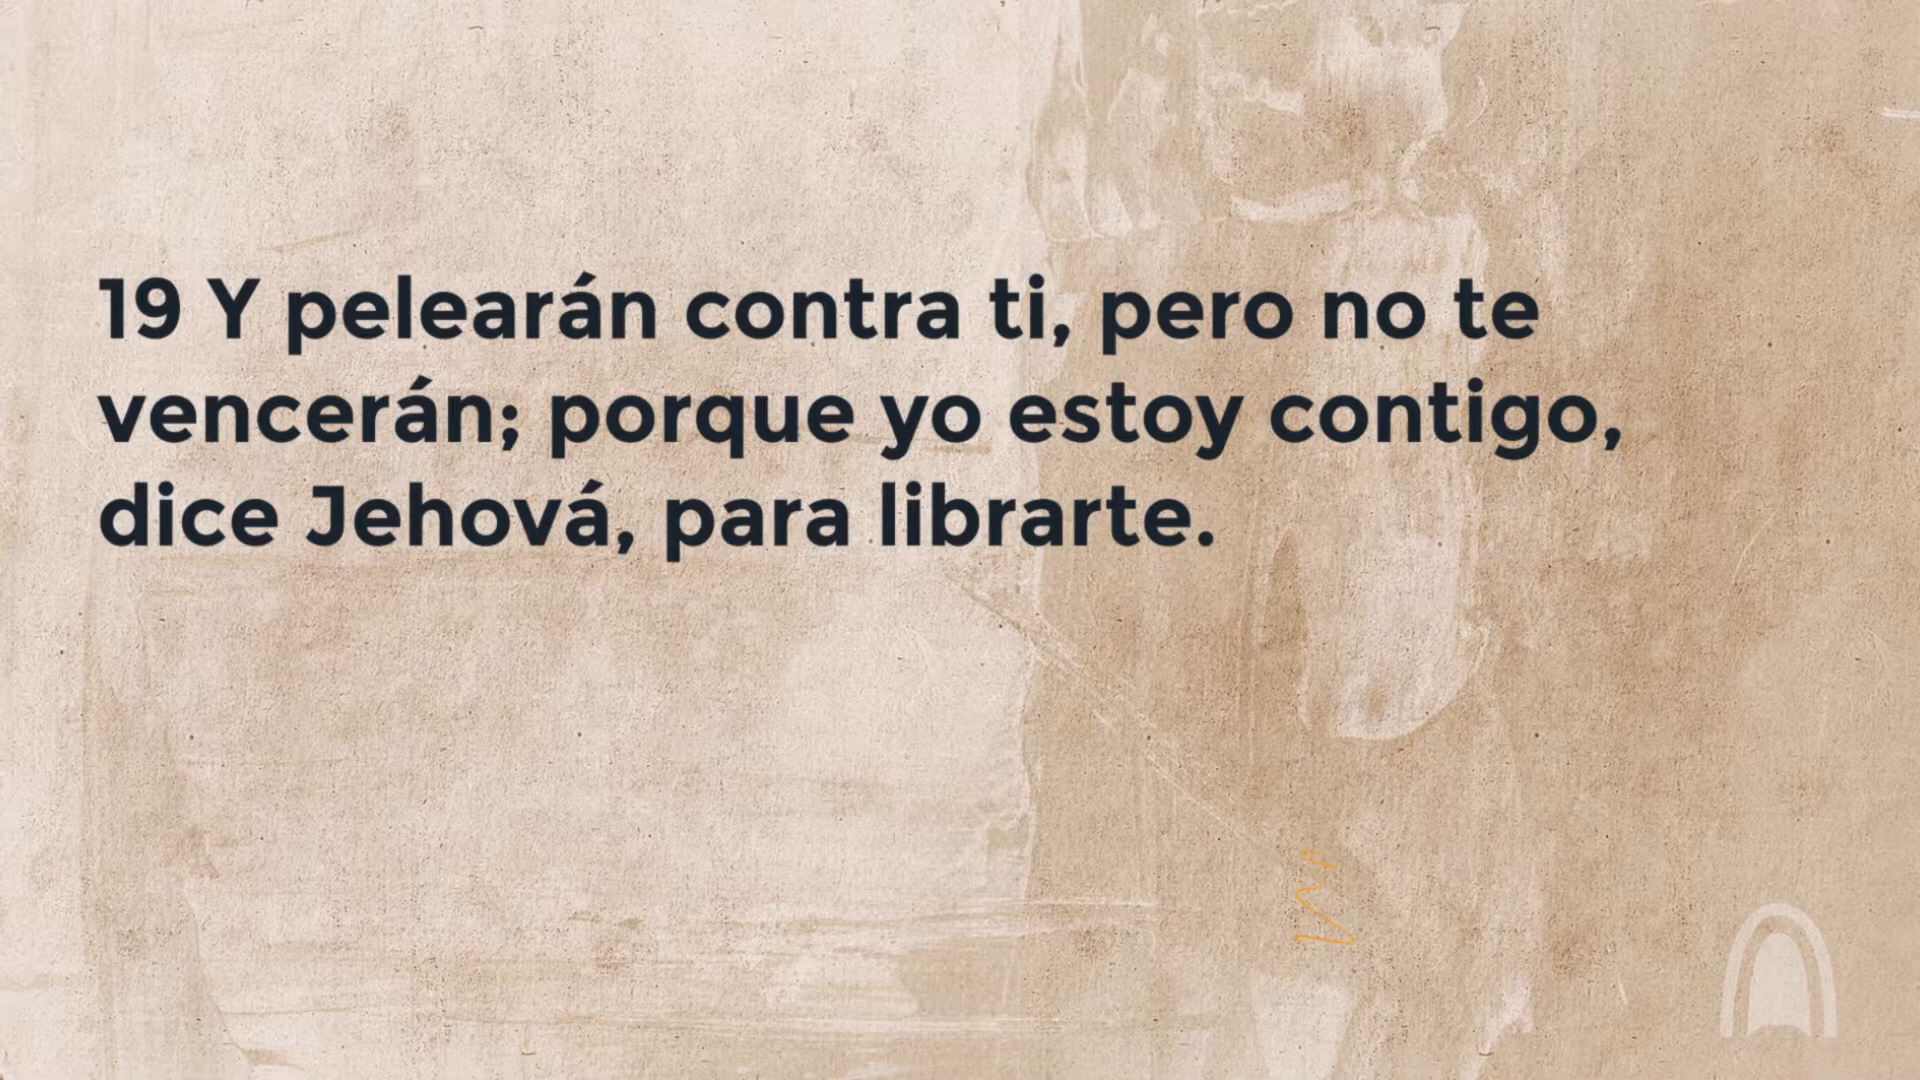 19 Y pelearán contra ti, pero no te
vencerán; porque yo estoy contigo,
dice Jehová, para librarte.